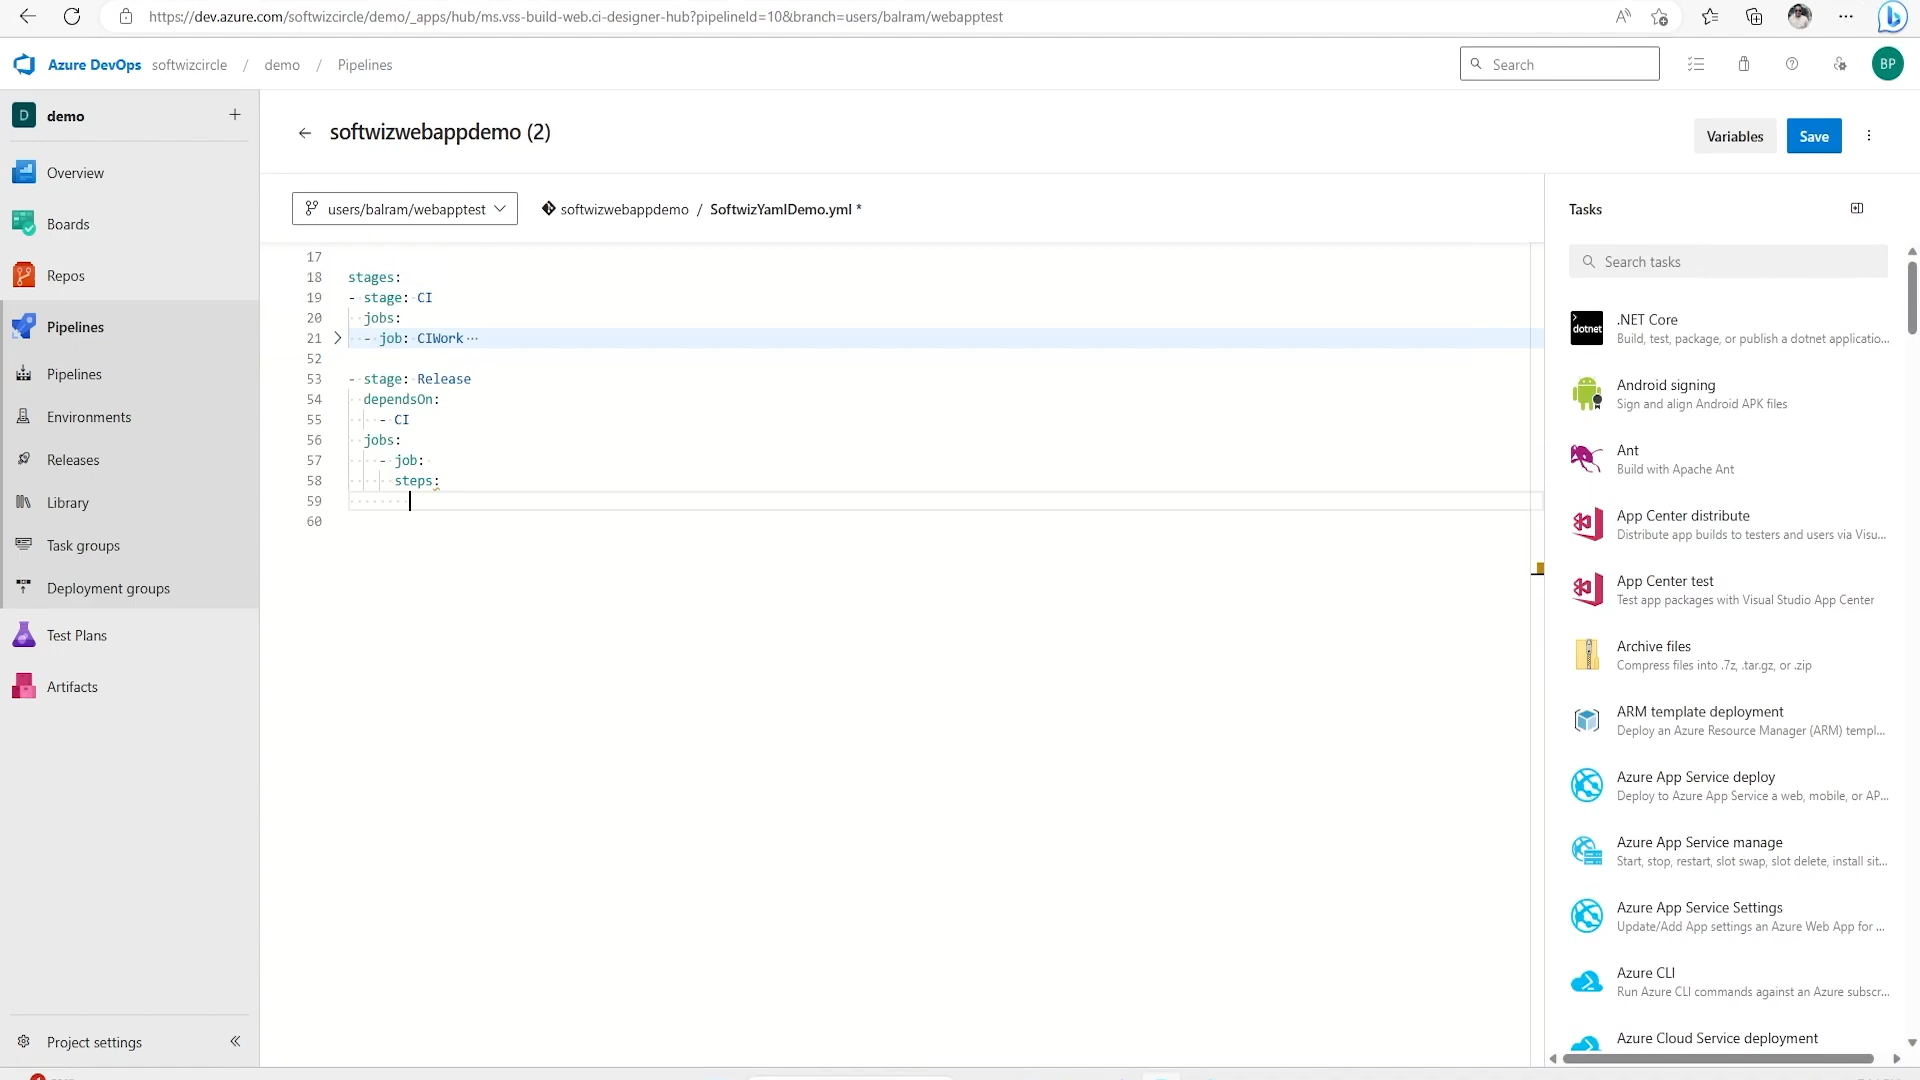 https://dev.azure.com/softwizcircle/demo/_apps/hub/ms.vss-build-web.ci-designer-hub?pipelineId=10&branch=users/balram/webapptest
Azure DevOps softwizcircle / demo / Pipelines
Search
BP
D demo
Overview
Boards
Repos
Pipelines
Pipelines
Environments
Releases
Library
Task groups
Deployment groups
Test Plans
Artifacts
Project settings
softwizwebappdemo (2)
Variables
Save
users/balram/webapptest
softwizwebappdemo / SoftwizYamlDemo.yml *
17
18 stages:
19 - stage: CI
20 jobs:
21 - job: CIWork ...
52
53 - stage: Release
54 dependsOn:
55 - CI
56 jobs:
57 - job:
58 steps:
59
60
Tasks
Search tasks
dotnet
.NET Core
Build, test, package, or publish a dotnet applicatio...
Android signing
Sign and align Android APK files
Ant
Build with Apache Ant
App Center distribute
Distribute app builds to testers and users via Visu...
App Center test
Test app packages with Visual Studio App Center
Archive files
Compress files into .7z, .tar.gz, or .zip
ARM template deployment
Deploy an Azure Resource Manager (ARM) templ...
Azure App Service deploy
Deploy to Azure App Service a web, mobile, or AP...
Azure App Service manage
Start, stop, restart, slot swap, slot delete, install sit...
Azure App Service Settings
Update/Add App settings an Azure Web App for ...
Azure CLI
Run Azure CLI commands against an Azure subscr...
Azure Cloud Service deployment